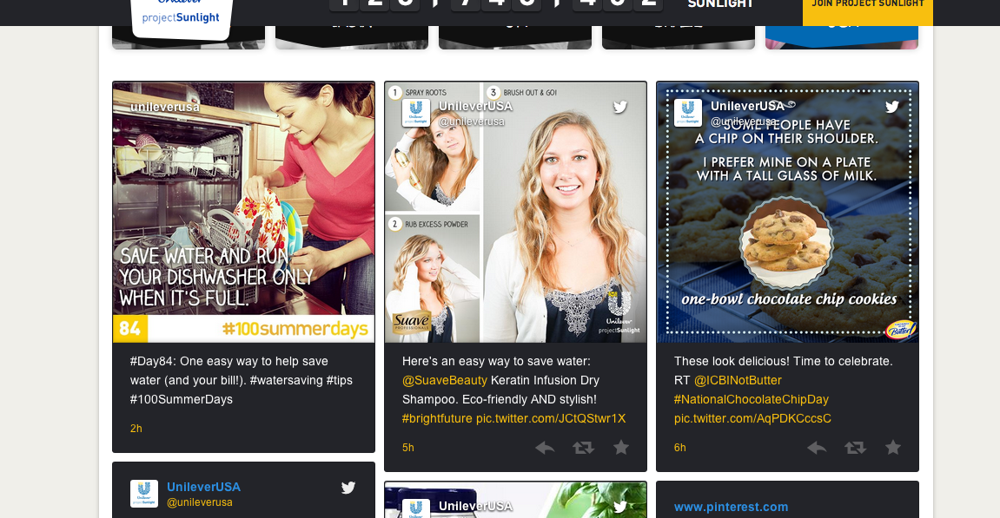 Unilever
projectSunlight
SUNLIGHT
JOIN PROJECT SUNLIGHT
unileverusa
SAVE WATER AND RUN
YOUR DISHWASHER ONLY
WHEN IT'S FULL.
84
#100summerdays
#Day84: One easy way to help save
water (and your bill!). #watersaving #tips
#100SummerDays
2h
UnileverUSA
@unileverusa
1 SPRAY ROOTS
3 BRUSH OUT & GO!
UnileverUSA
@unileverusa
2 RUB EXCESS POWDER
Suave
PROFESSIONALS
Unilever
projectSunlight
Here's an easy way to save water:
@SuaveBeauty Keratin Infusion Dry
Shampoo. Eco-friendly AND stylish!
#brightfuture pic.twitter.com/JCtQStwr1X
5h
UnileverUSA
UnileverUSA
@unileverusa
SOME PEOPLE HAVE
A CHIP ON THEIR SHOULDER.
I PREFER MINE ON A PLATE
WITH A TALL GLASS OF MILK.
one-bowl chocolate chip cookies
Butter!
These look delicious! Time to celebrate.
RT @ICBINotButter
#NationalChocolateChipDay
pic.twitter.com/AqPDKCccsC
6h
www.pinterest.com